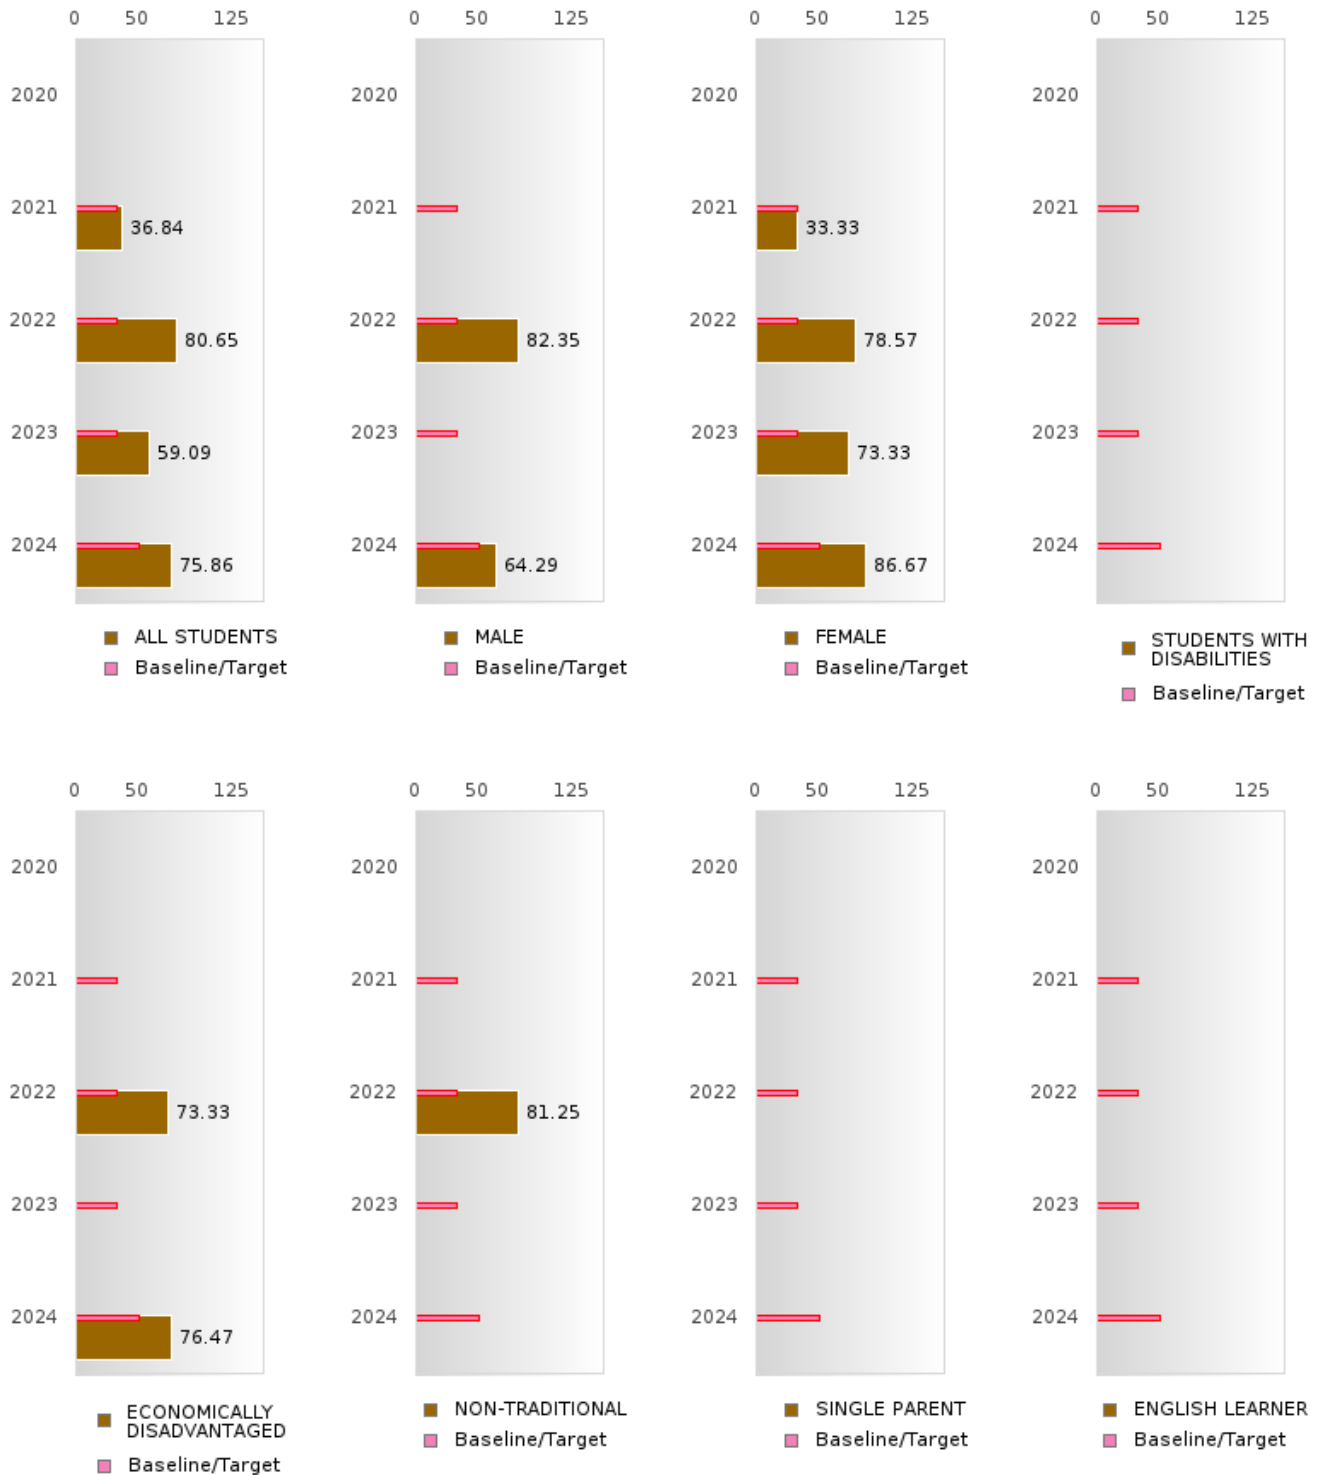 0 50 125
2020
2021
36.84
2022
80.65
2023
59.09
2024
75.86
ALL STUDENTS
Baseline/Target
0 50 125
2020
2021
2022
82.35
2023
2024
64.29
MALE
Baseline/Target
0 50 125
2020
2021
33.33
2022
78.57
2023
73.33
2024
86.67
FEMALE
Baseline/Target
0 50 125
2020
2021
2022
2023
2024
STUDENTS WITH
DISABILITIES
Baseline/Target
0 50 125
2020
2021
2022
73.33
2023
2024
76.47
ECONOMICALLY
DISADVANTAGED
Baseline/Target
0 50 125
2020
2021
2022
81.25
2023
2024
NON-TRADITIONAL
Baseline/Target
0 50 125
2020
2021
2022
2023
2024
SINGLE PARENT
Baseline/Target
0 50 125
2020
2021
2022
2023
2024
ENGLISH LEARNER
Baseline/Target